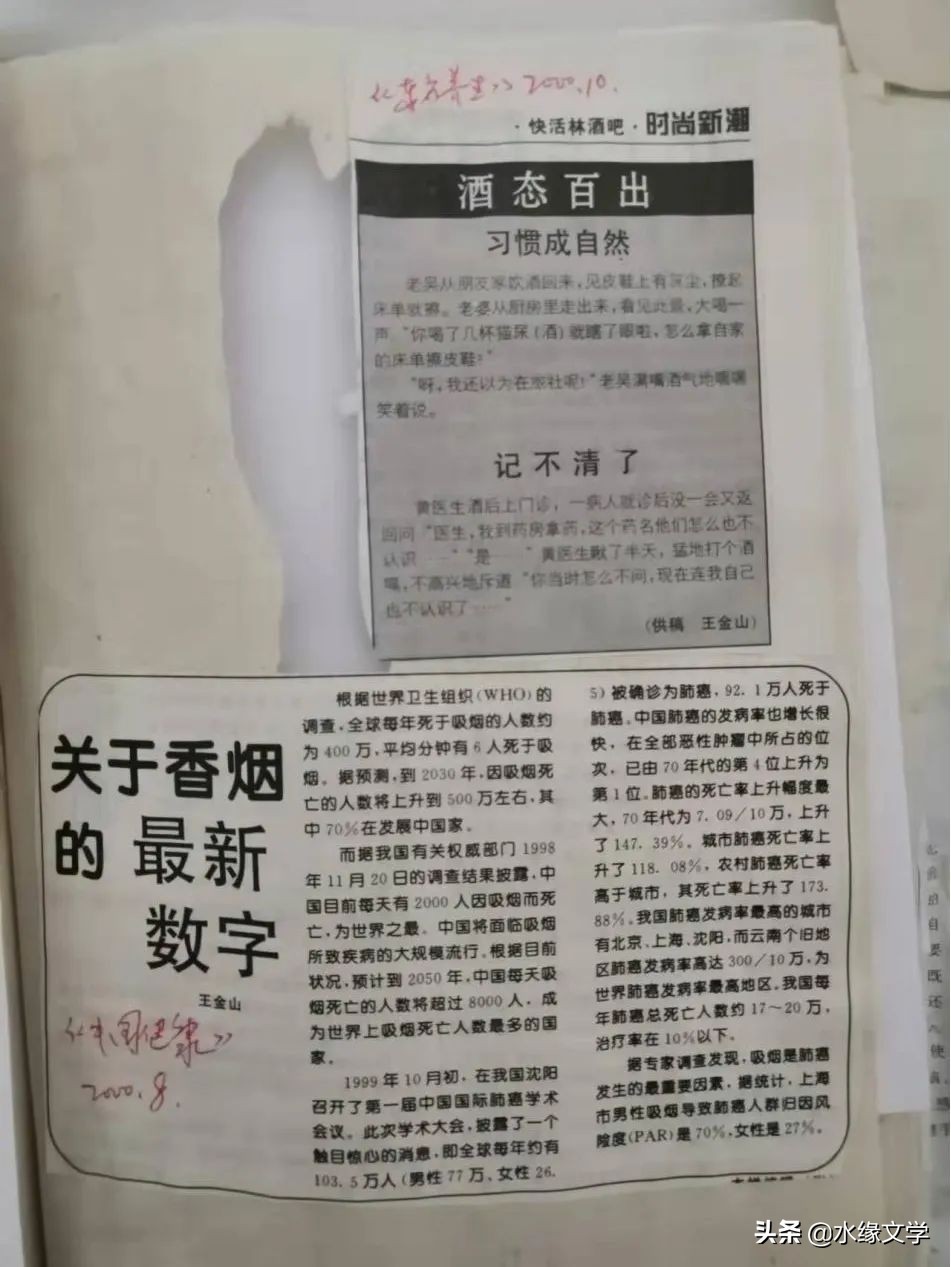 《东方养生》2000.10.
·快活林酒吧·时尚新潮
酒态百出
习惯成自然
老吴从朋友家饮酒回来,见皮鞋上有灰尘,撩起
床单就擦。老婆从厨房里走出来,看见此景,大喝一
声“你喝了几杯猫尿(酒)就瞎了眼啦,怎么拿自家
的床单擦皮鞋?”
“呀,我还以为在旅社呢!”老吴满嘴酒气地嘿嘿
笑着说。
记不清了
黄医生酒后上门诊,一病人就诊后没一会又返
回问“医生,我到药房拿药,这个药名他们怎么也不
认识……”“是……”黄医生瞅了半天,猛地打个酒
嗝,不高兴地斥道“你当时怎么不问,现在连我自己
也不认识了……”
(供稿 王金山)
关于香烟
的最新
数字
王金山
《中国健康》
2000.8.
根据世界卫生组织(WHO)的
调查,全球每年死于吸烟的人数约
为400万,平均分钟有6人死于吸
烟。据预测,到2030年,因吸烟死
亡的人数将上升到500万左右,其
中70%在发展中国家。
而据我国有关权威部门1998
年11月20日的调查结果披露,中
国目前每天有2000人因吸烟而死
亡,为世界之最。中国将面临吸烟
所致疾病的大规模流行。根据目前
状况,预计到2050年,中国每天吸
烟死亡的人数将超过8000人,成
为世界上吸烟死亡人数最多的国
家。
1999年10月初,在我国沈阳
召开了第一届中国国际肺癌学术
会议。此次学术大会,披露了一个
触目惊心的消息,即全球每年约有
103.5万人(男性77万、女性26.
5)被确诊为肺癌,92.1万人死于
肺癌。中国肺癌的发病率也增长很
快,在全部恶性肿瘤中所占的位
次,已由70年代的第4位上升为
第1位。肺癌的死亡率上升幅度最
大,70年代为7.09/10万,上升
了147.39%。城市肺癌死亡率上
升了118.08%,农村肺癌死亡率
高于城市,其死亡率上升了173.
88%。我国肺癌发病率最高的城市
有北京、上海、沈阳,而云南个旧地
区肺癌发病率高达300/10万,为
世界肺癌发病率最高地区。我国每
年肺癌总死亡人数约17～20万,
治疗率在10%以下。
据专家调查发现,吸烟是肺癌
发生的最重要因素,据统计,上海
市男性吸烟导致肺癌人群归因风
险度(PAR)是70%,女性是27%。
自
要
既
还
使
头条 @水缘文学